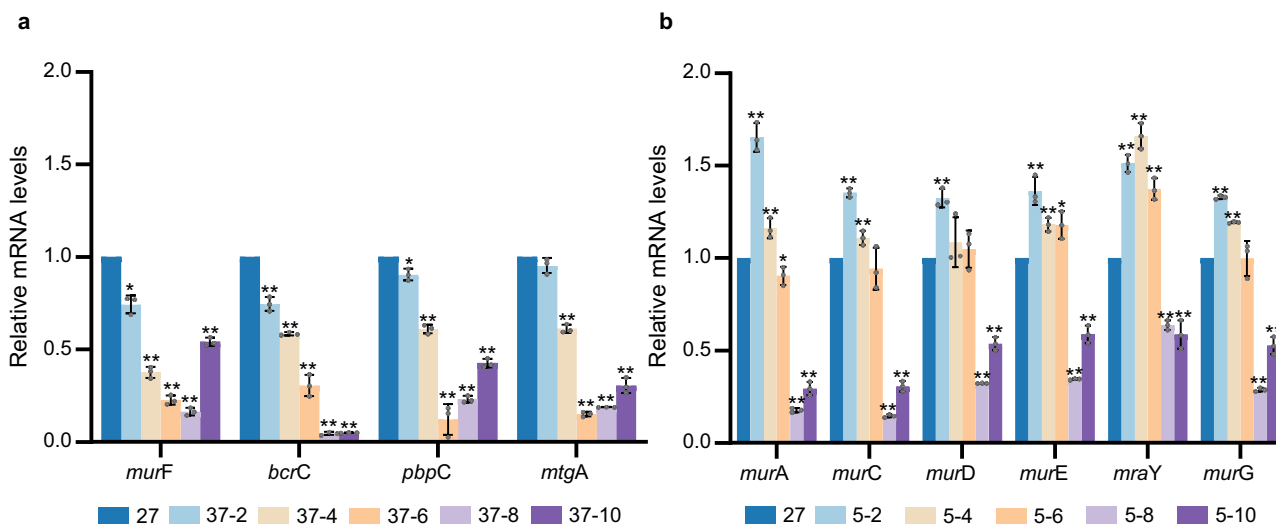 a
Relative mRNA levels
2.0
1.5
1.0
0.5
0.0
* ** ** ** **
** ** ** ** **
* ** ** ** **
** ** ** **
murF bcrC pbpC mtgA
27 37-2 37-4 37-6 37-8 37-10
b
Relative mRNA levels
2.0
1.5
1.0
0.5
0.0
** ** * ** **
** ** ** **
** ** **
** ** * ** **
** ** ** ** **
** ** ** **
murA murC murD murE mraY murG
27 5-2 5-4 5-6 5-8 5-10